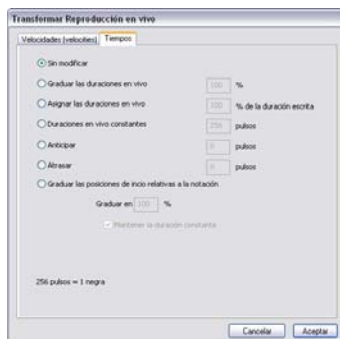 Transformar Reproducción en vivo
Velocidades (velocities) Tiempos
Sin modificar
Graduar las duraciones en vivo 100 %
Asignar las duraciones en vivo 100 % de la duración escrita
Duraciones en vivo constantes 256 pulsos
Anticipar 0 pulsos
Atrasar 0 pulsos
Graduar las posiciones de incio relativas a la notación
Graduar en 100 %
Mantener la duración constante
256 pulsos = 1 negra
Cancelar Aceptar